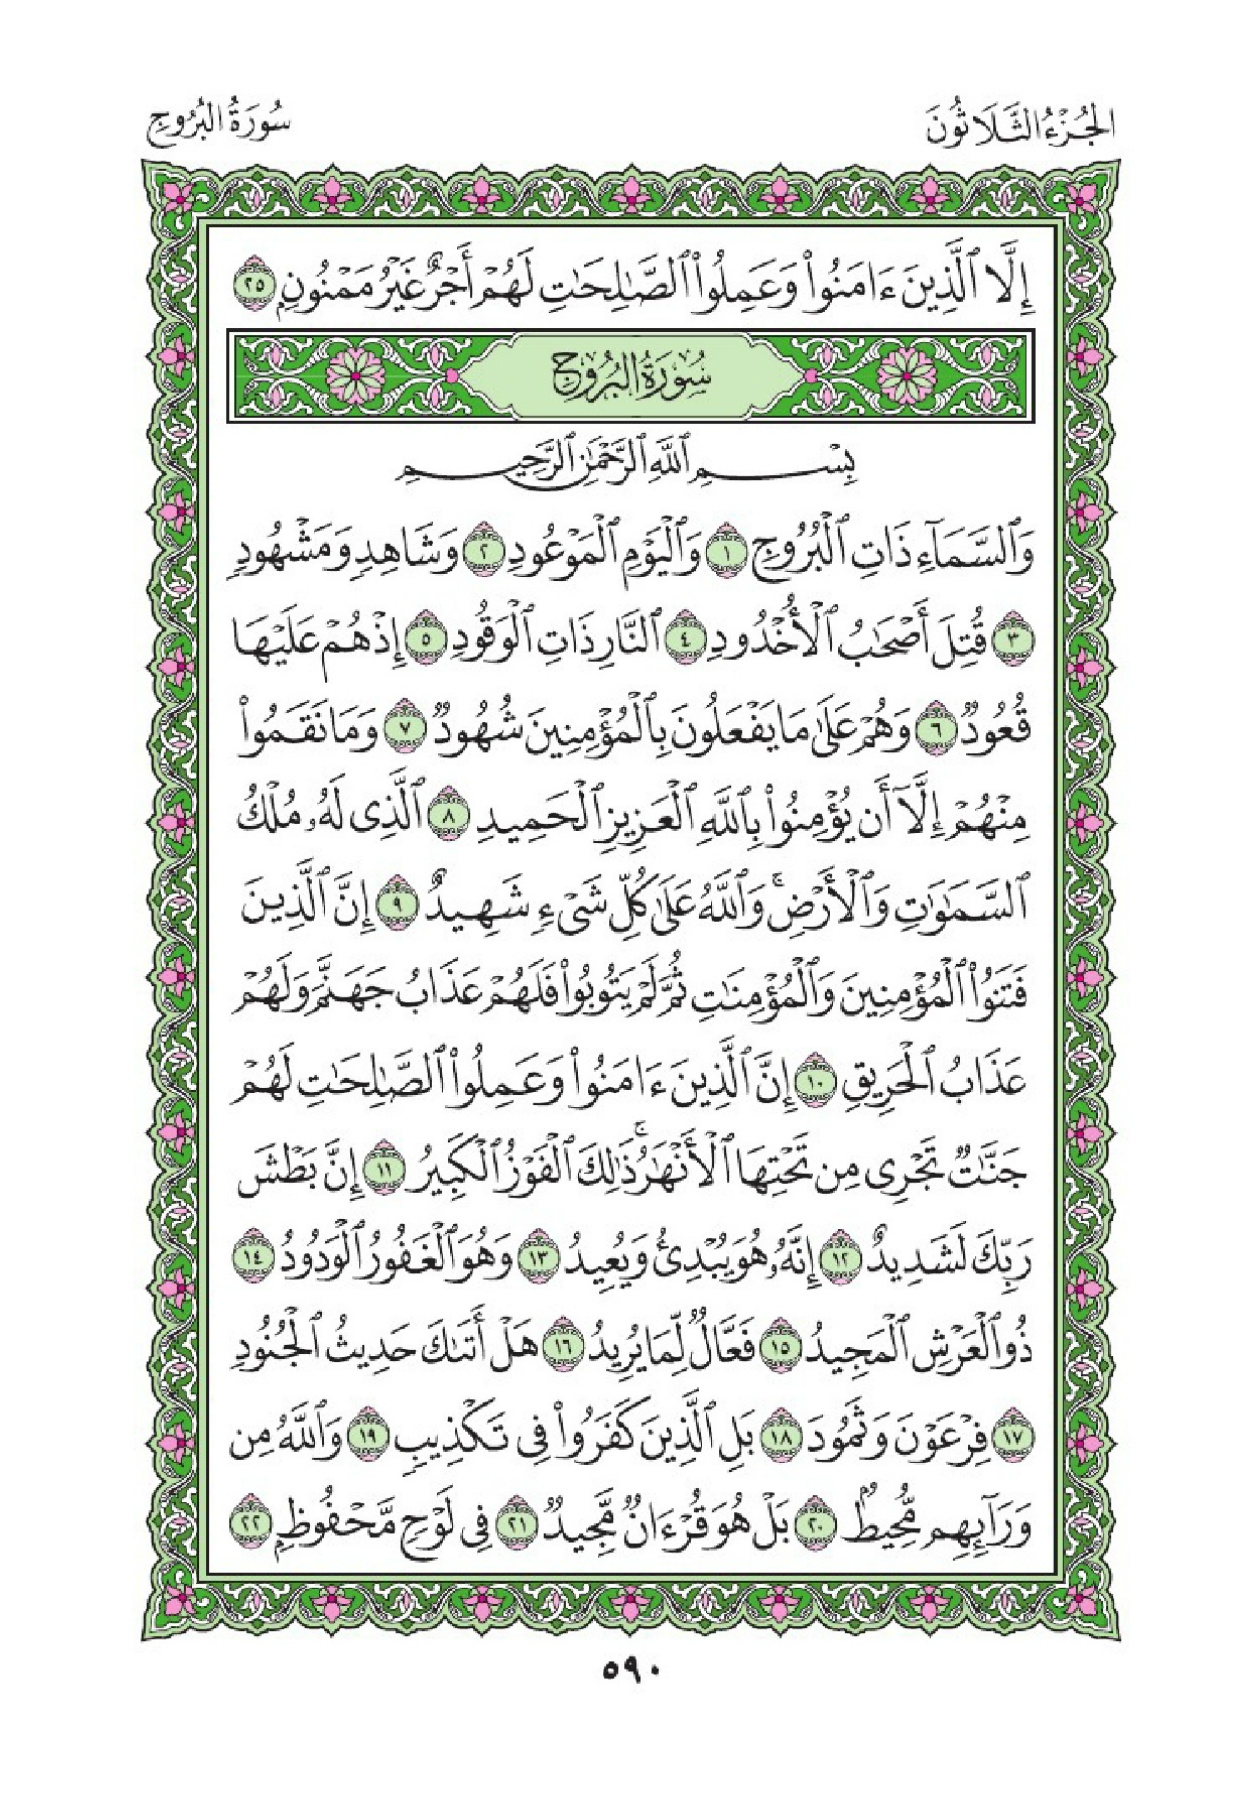 الجُزْءُ الثَّلَاثُونَ
سُورَةُ البُرُوجِ
إِلَّا ٱلَّذِينَ ءَامَنُوا۟ وَعَمِلُوا۟ ٱلصَّـٰلِحَـٰتِ لَهُمْ أَجْرٌ غَيْرُ مَمْنُونٍۭ ٢٥
سُورَةُ البُرُوجِ
بِسْمِ ٱللَّهِ ٱلرَّحْمَـٰنِ ٱلرَّحِيمِ
وَٱلسَّمَآءِ ذَاتِ ٱلْبُرُوجِ ١ وَٱلْيَوْمِ ٱلْمَوْعُودِ ٢ وَشَاهِدٍ وَمَشْهُودٍ
٣ قُتِلَ أَصْحَـٰبُ ٱلْأُخْدُودِ ٤ ٱلنَّارِ ذَاتِ ٱلْوَقُودِ ٥ إِذْ هُمْ عَلَيْهَا
قُعُودٌ ٦ وَهُمْ عَلَىٰ مَا يَفْعَلُونَ بِٱلْمُؤْمِنِينَ شُهُودٌ ٧ وَمَا نَقَمُوا۟
مِنْهُمْ إِلَّآ أَن يُؤْمِنُوا۟ بِٱللَّهِ ٱلْعَزِيزِ ٱلْحَمِيدِ ٨ ٱلَّذِى لَهُۥ مُلْكُ
ٱلسَّمَـٰوَٰتِ وَٱلْأَرْضِ ۚ وَٱللَّهُ عَلَىٰ كُلِّ شَىْءٍ شَهِيدٌ ٩ إِنَّ ٱلَّذِينَ
فَتَنُوا۟ ٱلْمُؤْمِنِينَ وَٱلْمُؤْمِنَـٰتِ ثُمَّ لَمْ يَتُوبُوا۟ فَلَهُمْ عَذَابُ جَهَنَّمَ وَلَهُمْ
عَذَابُ ٱلْحَرِيقِ ١٠ إِنَّ ٱلَّذِينَ ءَامَنُوا۟ وَعَمِلُوا۟ ٱلصَّـٰلِحَـٰتِ لَهُمْ
جَنَّـٰتٌ تَجْرِى مِن تَحْتِهَا ٱلْأَنْهَـٰرُ ۚ ذَٰلِكَ ٱلْفَوْزُ ٱلْكَبِيرُ ١١ إِنَّ بَطْشَ
رَبِّكَ لَشَدِيدٌ ١٢ إِنَّهُۥ هُوَ يُبْدِئُ وَيُعِيدُ ١٣ وَهُوَ ٱلْغَفُورُ ٱلْوَدُودُ ١٤
ذُو ٱلْعَرْشِ ٱلْمَجِيدُ ١٥ فَعَّالٌ لِّمَا يُرِيدُ ١٦ هَلْ أَتَىٰكَ حَدِيثُ ٱلْجُنُودِ
١٧ فِرْعَوْنَ وَثَمُودَ ١٨ بَلِ ٱلَّذِينَ كَفَرُوا۟ فِى تَكْذِيبٍ ١٩ وَٱللَّهُ مِن
وَرَآئِهِم مُّحِيطٌۢ ٢٠ بَلْ هُوَ قُرْءَانٌ مَّجِيدٌ ٢١ فِى لَوْحٍ مَّحْفُوظٍۭ ٢٢
٥٩٠